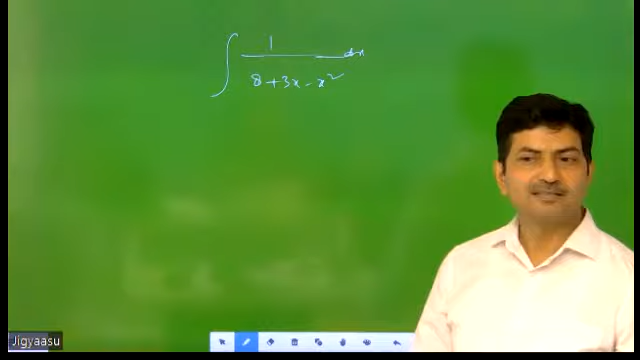 ∫ 1 / (8 + 3x - x²) dx
Jigyaasu